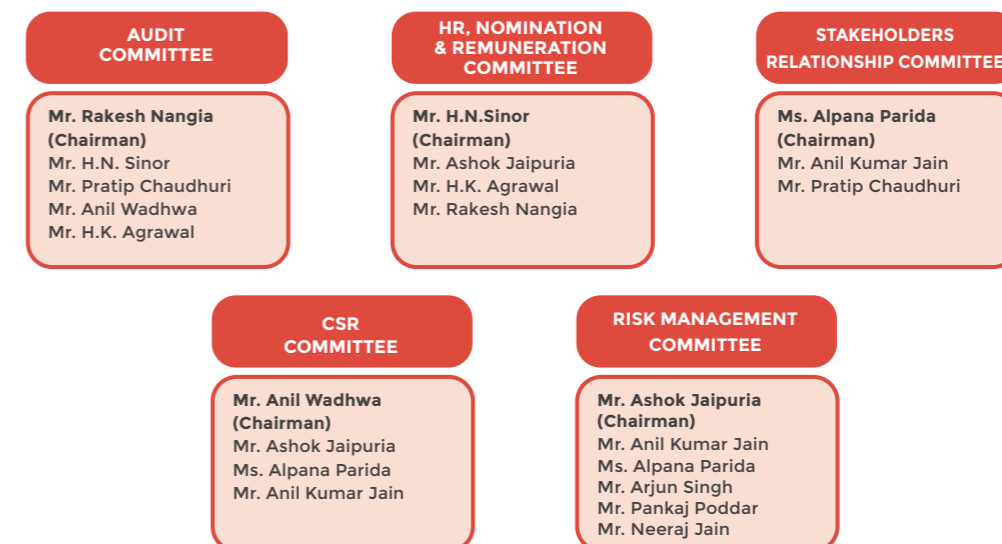 AUDIT
COMMITTEE
Mr. Rakesh Nangia
(Chairman)
Mr. H.N. Sinor
Mr. Pratip Chaudhuri
Mr. Anil Wadhwa
Mr. H.K. Agrawal
HR, NOMINATION
& REMUNERATION
COMMITTEE
Mr. H.N.Sinor
(Chairman)
Mr. Ashok Jaipuria
Mr. H.K. Agrawal
Mr. Rakesh Nangia
STAKEHOLDERS
RELATIONSHIP COMMITTEE
Ms. Alpana Parida
(Chairman)
Mr. Anil Kumar Jain
Mr. Pratip Chaudhuri
CSR
COMMITTEE
Mr. Anil Wadhwa
(Chairman)
Mr. Ashok Jaipuria
Ms. Alpana Parida
Mr. Anil Kumar Jain
RISK MANAGEMENT
COMMITTEE
Mr. Ashok Jaipuria
(Chairman)
Mr. Anil Kumar Jain
Ms. Alpana Parida
Mr. Arjun Singh
Mr. Pankaj Poddar
Mr. Neeraj Jain